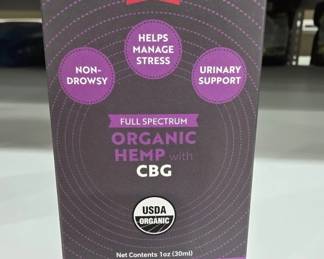 HELPS
MANAGE
STRESS
NON-
DROWSY
URINARY
SUPPORT
FULL SPECTRUM
ORGANIC
HEMP with
CBG
USDA
ORGANIC
Net Contents 1oz (30ml)